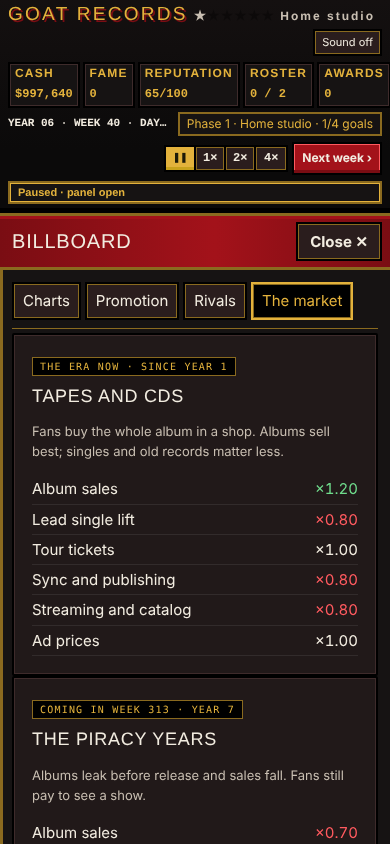 GOAT RECORDS ★★★★★★ Home studio
Sound off
CASH FAME REPUTATION ROSTER AWARDS
$997,640 0 65/100 0 / 2 0
YEAR 06 · WEEK 40 · DAY…
Phase 1 · Home studio · 1/4 goals
1× 2× 4× Next week ›
Paused · panel open
BILLBOARD
Close ✕
Charts Promotion Rivals The market
THE ERA NOW · SINCE YEAR 1
TAPES AND CDS
Fans buy the whole album in a shop. Albums sell
best; singles and old records matter less.
Album sales ×1.20
Lead single lift ×0.80
Tour tickets ×1.00
Sync and publishing ×0.80
Streaming and catalog ×0.80
Ad prices ×1.00
COMING IN WEEK 313 · YEAR 7
THE PIRACY YEARS
Albums leak before release and sales fall. Fans still
pay to see a show.
Album sales ×0.70